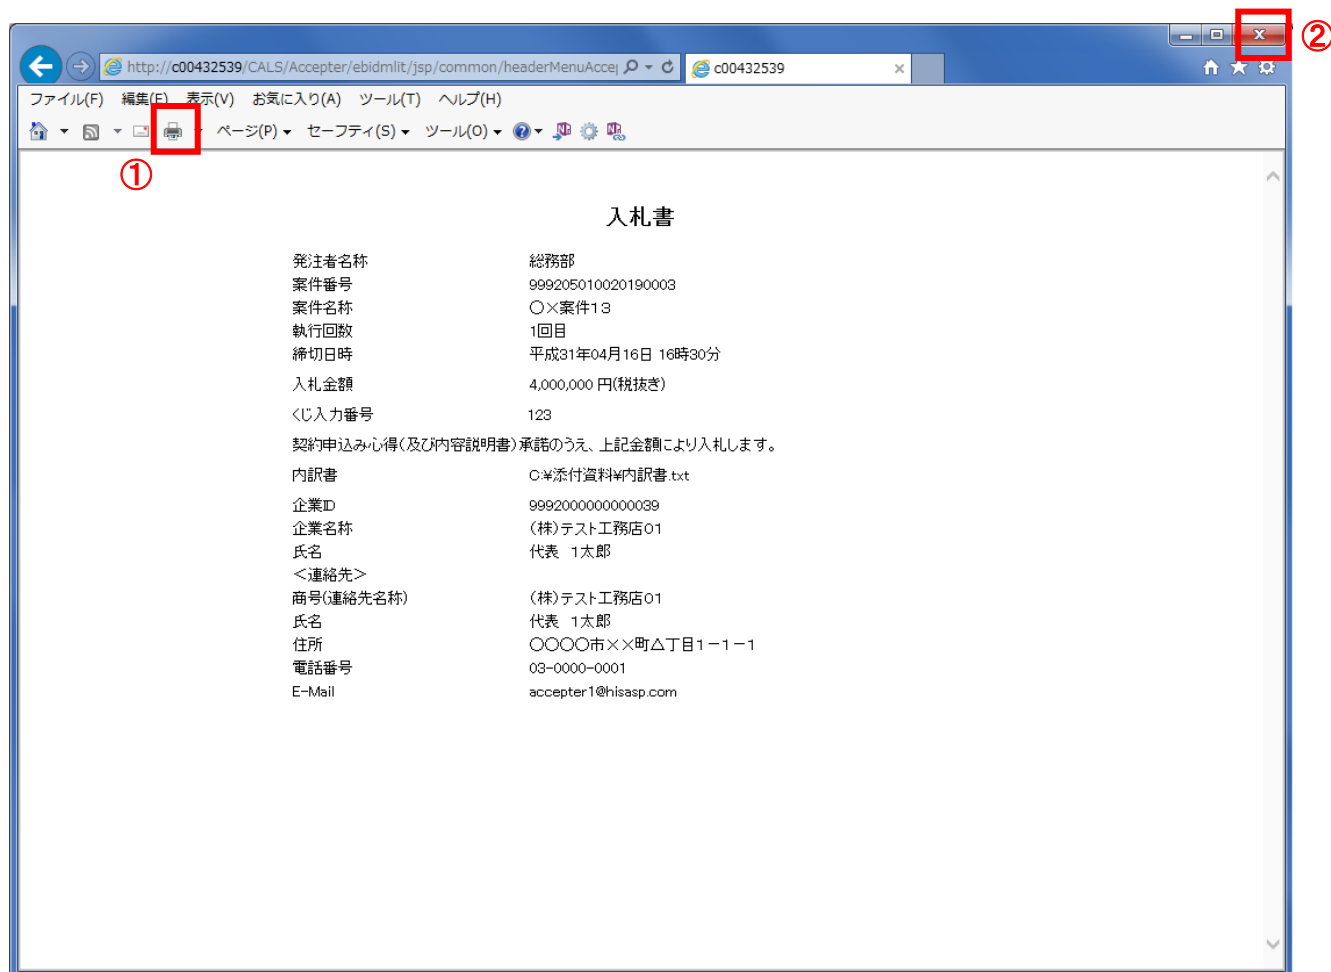 ②
http://c00432539/CALS/Accepter/ebidmlit/jsp/common/headerMenuAccej
c00432539
ファイル(F) 編集(E) 表示(V) お気に入り(A) ツール(T) ヘルプ(H)
ページ(P) セーフティ(S) ツール(O)
①
入札書
発注者名称 総務部
案件番号 999205010020190003
案件名称 〇×案件13
執行回数 1回目
締切日時 平成31年04月16日 16時30分
入札金額 4,000,000 円(税抜き)
くじ入力番号 123
契約申込み心得(及び内容説明書)承諾のうえ、上記金額により入札します。
内訳書 C:¥添付資料¥内訳書.txt
企業ID 9992000000000039
企業名称 (株)テスト工務店01
氏名 代表 1太郎
<連絡先>
商号(連絡先名称) (株)テスト工務店01
氏名 代表 1太郎
住所 〇〇〇〇市××町△丁目1-1-1
電話番号 03-0000-0001
E-Mail accepter1@hisasp.com